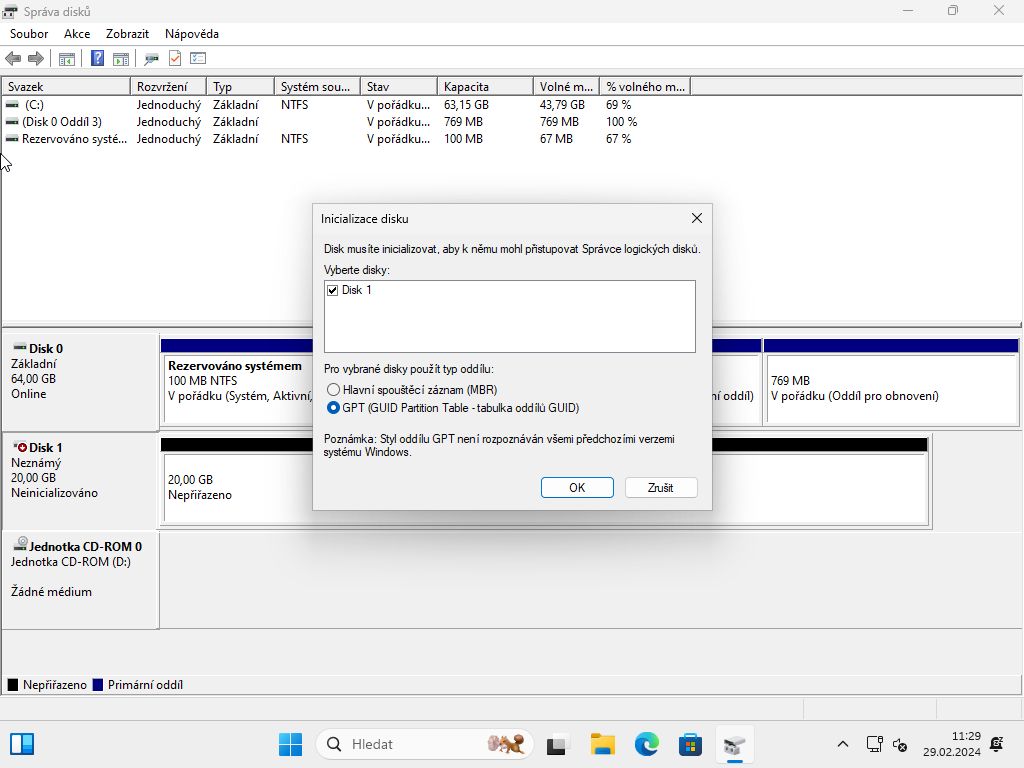 Správa disků
Soubor Akce Zobrazit Nápověda
Svazek Rozvržení Typ Systém sou... Stav Kapacita Volné m... % volného m...
(C:) Jednoduchý Základní NTFS V pořádku... 63,15 GB 43,79 GB 69 %
(Disk 0 Oddíl 3) Jednoduchý Základní V pořádku... 769 MB 769 MB 100 %
Rezervováno systé... Jednoduchý Základní NTFS V pořádku... 100 MB 67 MB 67 %
Inicializace disku
Disk musíte inicializovat, aby k němu mohl přistupovat Správce logických disků.
Vyberte disky:
Disk 1
Pro vybrané disky použít typ oddílu:
Hlavní spouštěcí záznam (MBR)
GPT (GUID Partition Table - tabulka oddílů GUID)
Poznámka: Styl oddílu GPT není rozpoznáván všemi předchozími verzemi
systému Windows.
OK Zrušit
Disk 0
Základní
64,00 GB
Online
Rezervováno systémem
100 MB NTFS
V pořádku (Systém, Aktivní,
ní oddíl)
769 MB
V pořádku (Oddíl pro obnovení)
Disk 1
Neznámý
20,00 GB
Neinicializováno
20,00 GB
Nepřiřazeno
Jednotka CD-ROM 0
Jednotka CD-ROM (D:)
Žádné médium
Nepřiřazeno Primární oddíl
Hledat
11:29
29.02.2024